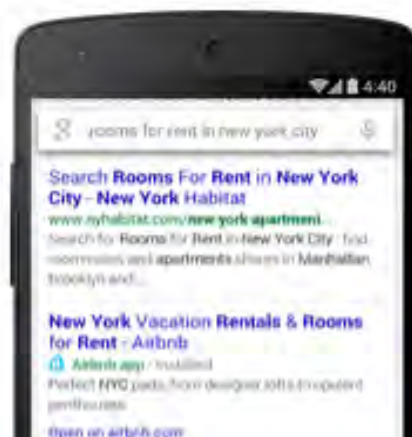 4:40
rooms for rent in new york city
Search Rooms For Rent in New York
City - New York Habitat
www.nyhabitat.com/new york apartment...
Search for Rooms for Rent in New York City find
roommates and apartments shares in Manhattan
brooklyn and...
New York Vacation Rentals & Rooms
for Rent - Airbnb
Airbnb app - Installed
Perfect NYC pads, from designer lofts to opulent
penthouses
Open on airbnb.com